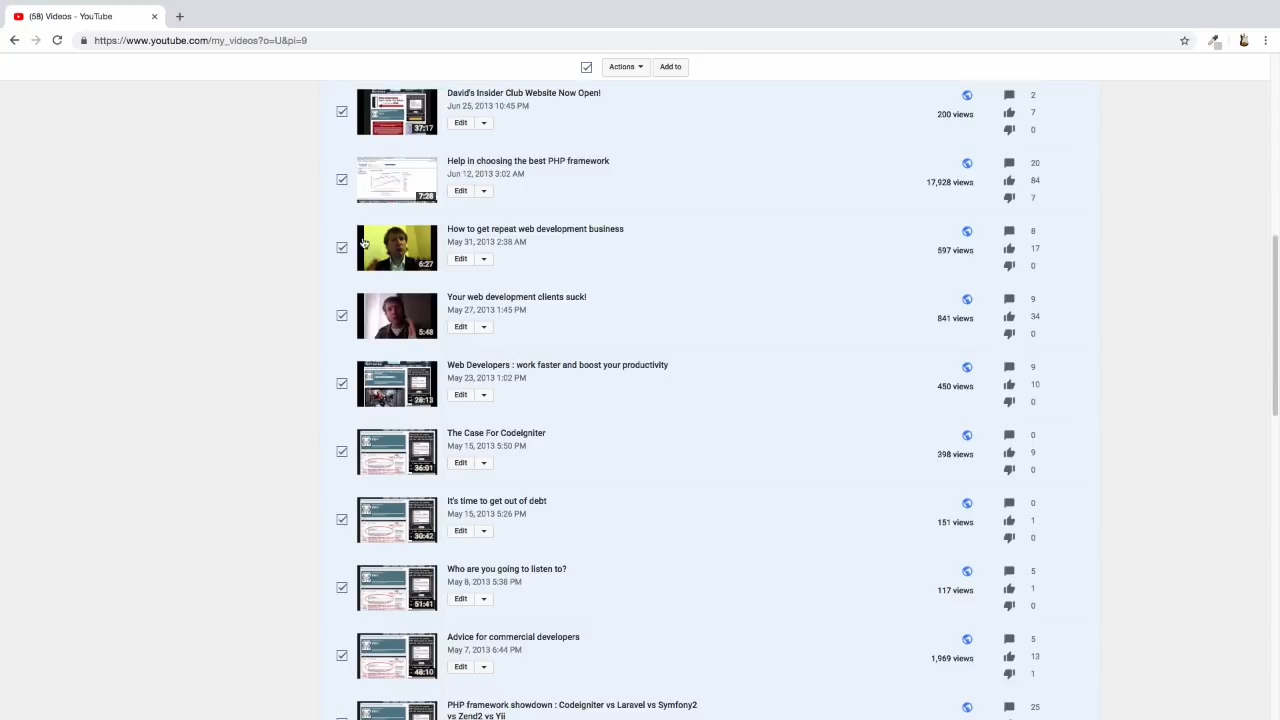 (58) Videos - YouTube
https://www.youtube.com/my_videos?o=U&pi=9
Actions
Add to
David's Insider Club Website Now Open!
Jun 25, 2013 10:45 PM
Edit
37:17
200 views
2
7
0
Help in choosing the best PHP framework
Jun 12, 2013 3:02 AM
Edit
7:28
17,928 views
20
84
7
How to get repeat web development business
May 31, 2013 2:38 AM
Edit
6:27
597 views
8
17
0
Your web development clients suck!
May 27, 2013 1:45 PM
Edit
5:48
841 views
9
34
0
Web Developers : work faster and boost your productivity
May 23, 2013 1:02 PM
Edit
28:13
450 views
9
10
0
The Case For Codeigniter
May 15, 2013 5:50 PM
Edit
36:01
398 views
0
9
0
It's time to get out of debt
May 15, 2013 5:26 PM
Edit
30:42
151 views
0
1
0
Who are you going to listen to?
May 8, 2013 5:38 PM
Edit
51:41
117 views
5
1
0
Advice for commercial developers
May 7, 2013 6:44 PM
Edit
48:10
1,969 views
5
13
1
PHP framework showdown : Codeigniter vs Laravel vs Symfony2
vs Zend2 vs Yii
25